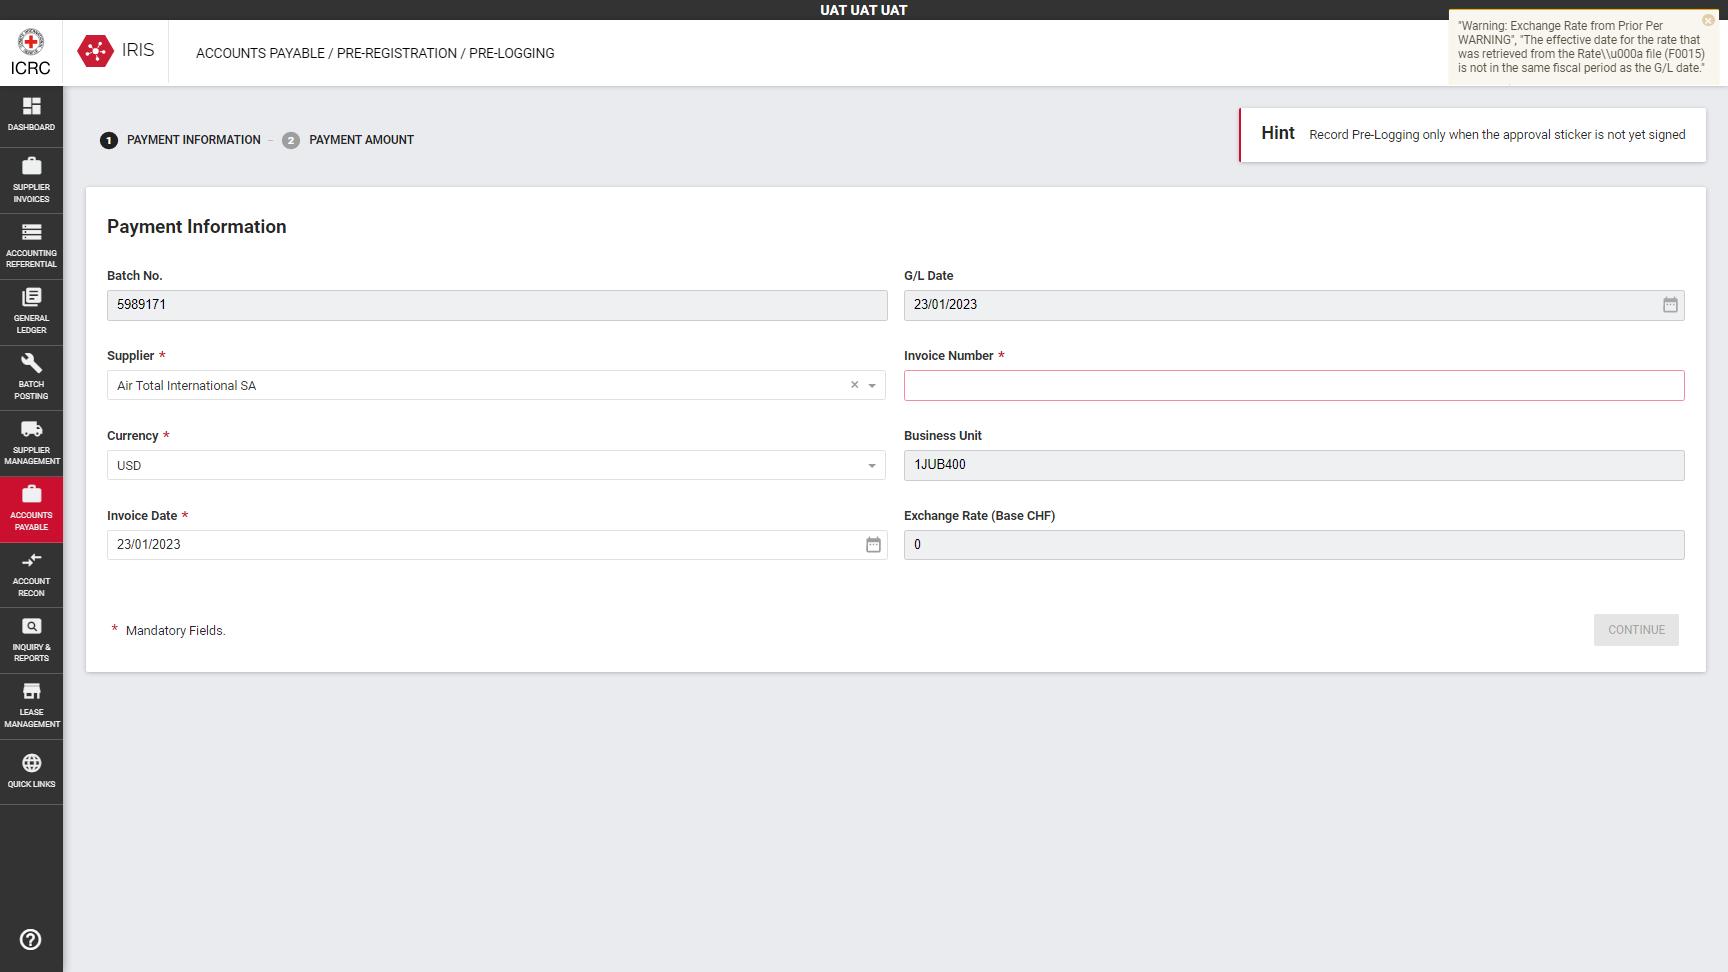 UAT UAT UAT
ICRC
IRIS
ACCOUNTS PAYABLE / PRE-REGISTRATION / PRE-LOGGING
"Warning: Exchange Rate from Prior Per
WARNING", "The effective date for the rate that
was retrieved from the Rate\\u000a file (F0015)
is not in the same fiscal period as the G/L date."
DASHBOARD
SUPPLIER
INVOICES
ACCOUNTING
REFERENTIAL
GENERAL
LEDGER
BATCH
POSTING
SUPPLIER
MANAGEMENT
ACCOUNTS
PAYABLE
ACCOUNT
RECON
INQUIRY &
REPORTS
LEASE
MANAGEMENT
QUICK LINKS
1 PAYMENT INFORMATION – 2 PAYMENT AMOUNT
Hint Record Pre-Logging only when the approval sticker is not yet signed
Payment Information
Batch No.
5989171
G/L Date
23/01/2023
Supplier *
Air Total International SA
Invoice Number *
Currency *
USD
Business Unit
1JUB400
Invoice Date *
23/01/2023
Exchange Rate (Base CHF)
0
* Mandatory Fields.
CONTINUE